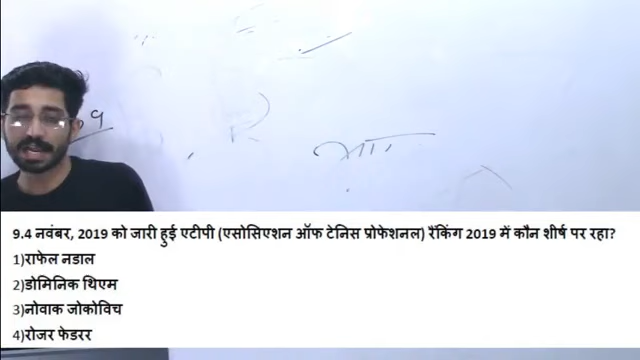 9
9.4 नवंबर, 2019 को जारी हुई एटीपी (एसोसिएशन ऑफ टेनिस प्रोफेशनल) रैंकिंग 2019 में कौन शीर्ष पर रहा?
1)राफेल नडाल
2)डोमिनिक थिएम
3)नोवाक जोकोविच
4)रोजर फेडरर